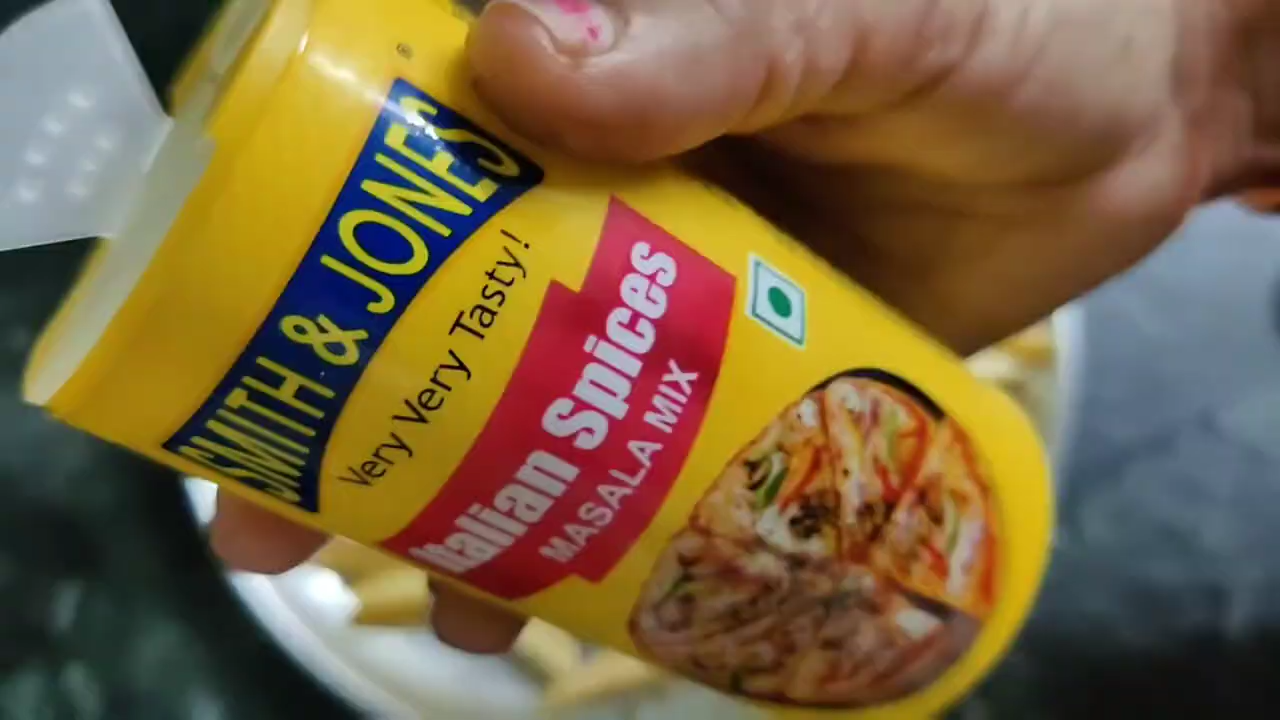 ®
SMITH & JONES
Very Very Tasty!
Italian Spices
MASALA MIX